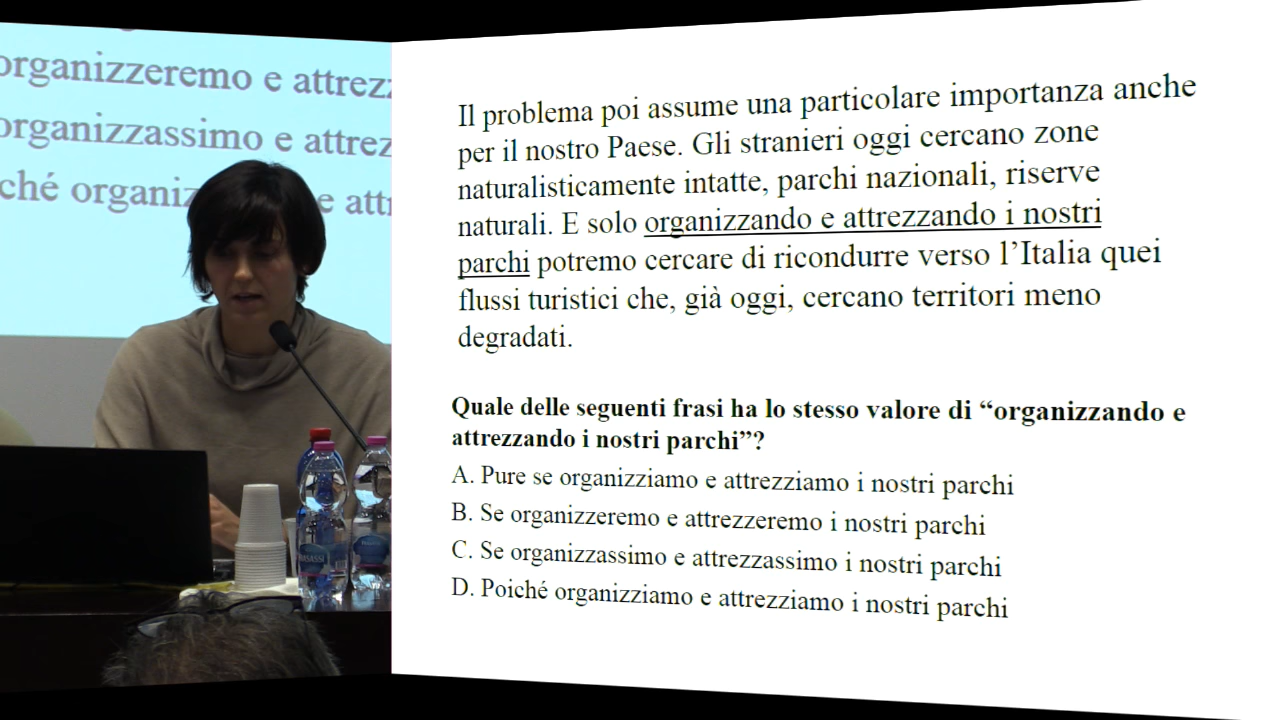 organizzeremo e attrez
organizzassimo e attrez
ché organiz e att
Il problema poi assume una particolare importanza anche
per il nostro Paese. Gli stranieri oggi cercano zone
naturalisticamente intatte, parchi nazionali, riserve
naturali. E solo organizzando e attrezzando i nostri
parchi potremo cercare di ricondurre verso l’Italia quei
flussi turistici che, già oggi, cercano territori meno
degradati.
Quale delle seguenti frasi ha lo stesso valore di “organizzando e
attrezzando i nostri parchi”?
A. Pure se organizziamo e attrezziamo i nostri parchi
B. Se organizzeremo e attrezzeremo i nostri parchi
C. Se organizzassimo e attrezzassimo i nostri parchi
D. Poiché organizziamo e attrezziamo i nostri parchi